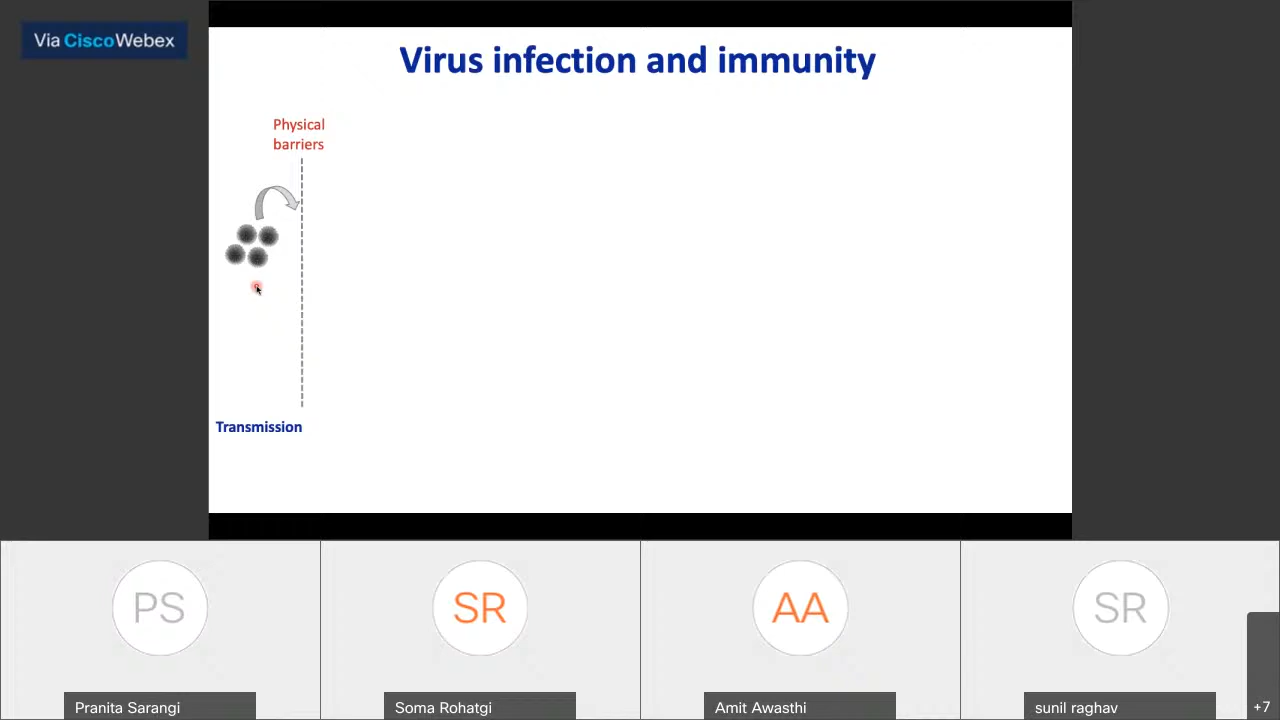 Via CiscoWebex
Virus infection and immunity
Physical
barriers
Transmission
PS
SR
AA
SR
Pranita Sarangi
Soma Rohatgi
Amit Awasthi
sunil raghav
+7